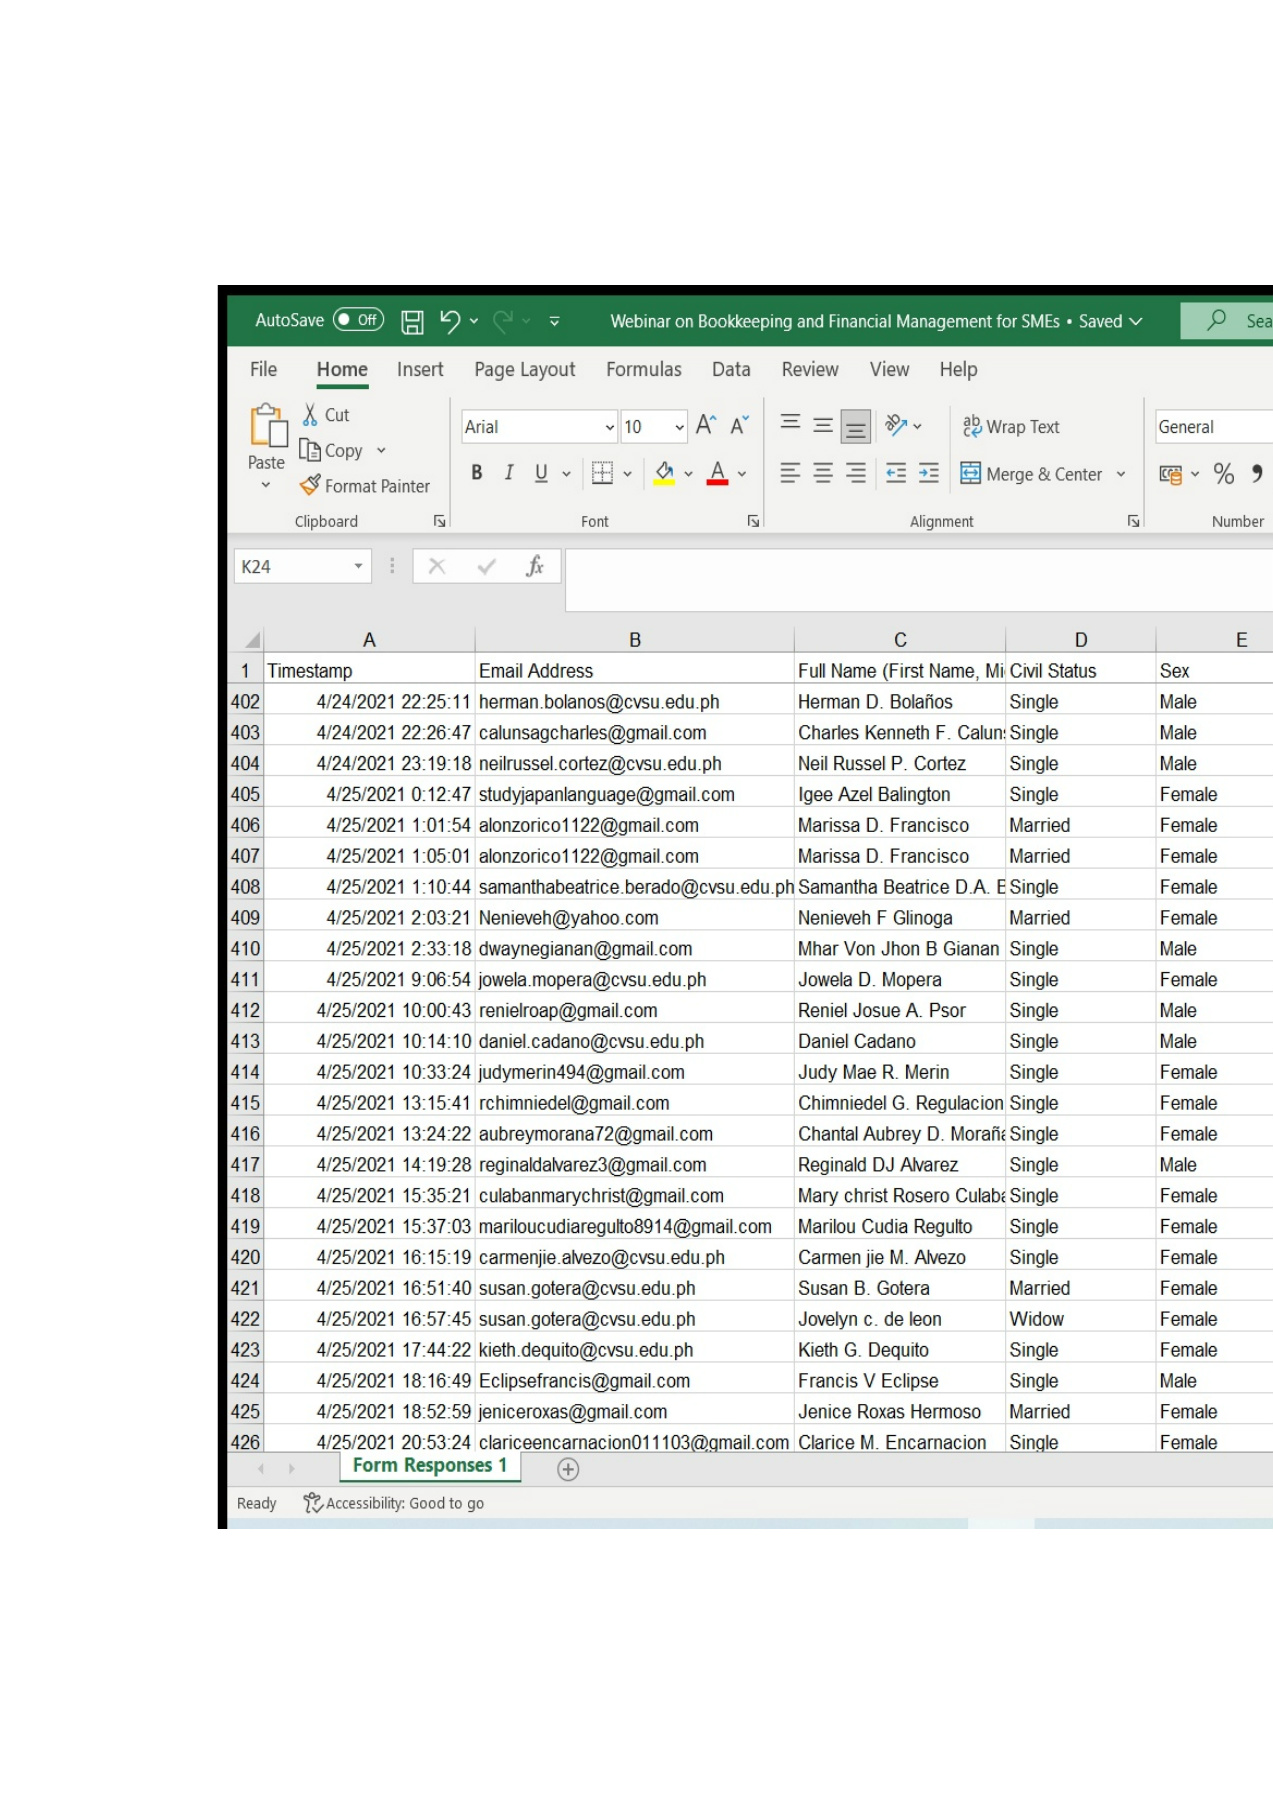 AutoSave Off Webinar on Bookkeeping and Financial Management for SMEs • Saved
File Home Insert Page Layout Formulas Data Review View Help
Paste Cut Copy Format Painter Arial 10 B I U Wrap Text Merge & Center General
Clipboard Font Alignment Number
K24 fx
A B C D E
1 Timestamp Email Address Full Name (First Name, Civil Status Sex
402 4/24/2021 22:25:11 herman.bolanos@cvsu.edu.ph Herman D. Bolaños Single Male
403 4/24/2021 22:26:47 calunsagcharles@gmail.com Charles Kenneth F. Single Male
404 4/24/2021 23:19:18 neilrussel.cortez@cvsu.edu.ph Neil Russel P. Cortez Single Male
405 4/25/2021 0:12:47 studyjapanlanguage@gmail.com Igee Azel Balington Single Female
406 4/25/2021 1:01:54 alonzorico1122@gmail.com Marissa D. Francisco Married Female
407 4/25/2021 1:05:01 alonzorico1122@gmail.com Marissa D. Francisco Married Female
408 4/25/2021 1:10:44 samanthabeatrice.berado@cvsu.edu.ph Samantha Beatrice D.A. Single Female
409 4/25/2021 2:03:21 Nenieveh@yahoo.com Nenieveh F Glinoga Married Female
410 4/25/2021 2:33:18 dwaynegianan@gmail.com Mhar Von Jhon B Gianan Single Male
411 4/25/2021 9:06:54 jowela.mopera@cvsu.edu.ph Jowela D. Mopera Single Female
412 4/25/2021 10:00:43 renielroap@gmail.com Reniel Josue A. Psor Single Male
413 4/25/2021 10:14:10 daniel.cadano@cvsu.edu.ph Daniel Cadano Single Male
414 4/25/2021 10:33:24 judymerin494@gmail.com Judy Mae R. Merin Single Female
415 4/25/2021 13:15:41 rchimniedel@gmail.com Chimniedel G. Regulacion Single Female
416 4/25/2021 13:24:22 aubreymorana72@gmail.com Chantal Aubrey D. Single Female
417 4/25/2021 14:19:28 reginaldalvarez3@gmail.com Reginald DJ Alvarez Single Male
418 4/25/2021 15:35:21 culabanmarychrist@gmail.com Mary christ Rosero Single Female
419 4/25/2021 15:37:03 mariloucudiaregulto8914@gmail.com Marilou Cudia Regulto Single Female
420 4/25/2021 16:15:19 carmenjie.alvezo@cvsu.edu.ph Carmen jie M. Alvezo Single Female
421 4/25/2021 16:51:40 susan.gotera@cvsu.edu.ph Susan B. Gotera Married Female
422 4/25/2021 16:57:45 susan.gotera@cvsu.edu.ph Jovelyn c. de leon Widow Female
423 4/25/2021 17:44:22 kieth.dequito@cvsu.edu.ph Kieth G. Dequito Single Female
424 4/25/2021 18:16:49 Eclipsefrancis@gmail.com Francis V Eclipse Single Male
425 4/25/2021 18:52:59 jeniceroxas@gmail.com Jenice Roxas Hermoso Married Female
426 4/25/2021 20:53:24 clariceencarnacion011103@gmail.com Clarice M. Encarnacion Single Female
Form Responses 1
Ready Accessibility: Good to go